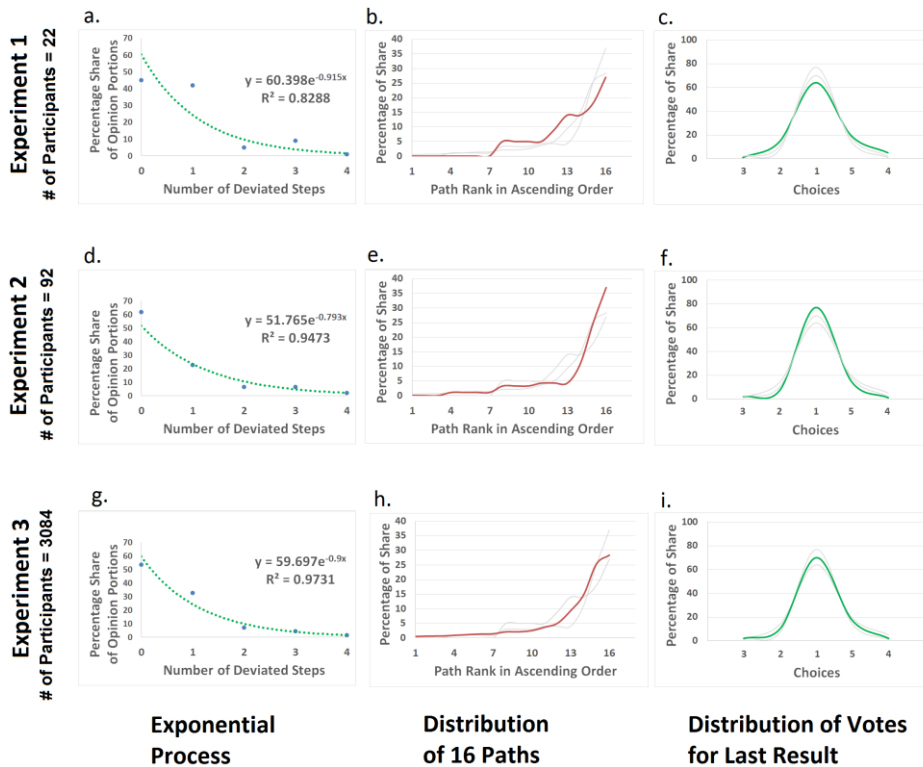 Experiment 1
# of Participants = 22
a.
Percentage Share
of Opinion Portions
70
60
50
40
30
20
10
0
y = 60.398e^-0.915x
R² = 0.8288
0 1 2 3 4
Number of Deviated Steps
b.
Percentage of Share
40
35
30
25
20
15
10
5
0
1 4 7 10 13 16
Path Rank in Ascending Order
c.
Percentage of Share
100
80
60
40
20
0
3 2 1 5 4
Choices
Experiment 2
# of Participants = 92
d.
Percentage Share
of Opinion Portions
70
60
50
40
30
20
10
0
y = 51.765e^-0.793x
R² = 0.9473
0 1 2 3 4
Number of Deviated Steps
e.
Percentage of Share
40
35
30
25
20
15
10
5
0
1 4 7 10 13 16
Path Rank in Ascending Order
f.
Percentage of Share
100
80
60
40
20
0
3 2 1 5 4
Choices
Experiment 3
# of Participants = 3084
g.
Percentage Share
of Opinion Portions
70
60
50
40
30
20
10
0
y = 59.697e^-0.9x
R² = 0.9731
0 1 2 3 4
Number of Deviated Steps
h.
Percentage of Share
40
35
30
25
20
15
10
5
0
1 4 7 10 13 16
Path Rank in Ascending Order
i.
Percentage of Share
100
80
60
40
20
0
3 2 1 5 4
Choices
Exponential
Process
Distribution
of 16 Paths
Distribution of Votes
for Last Result